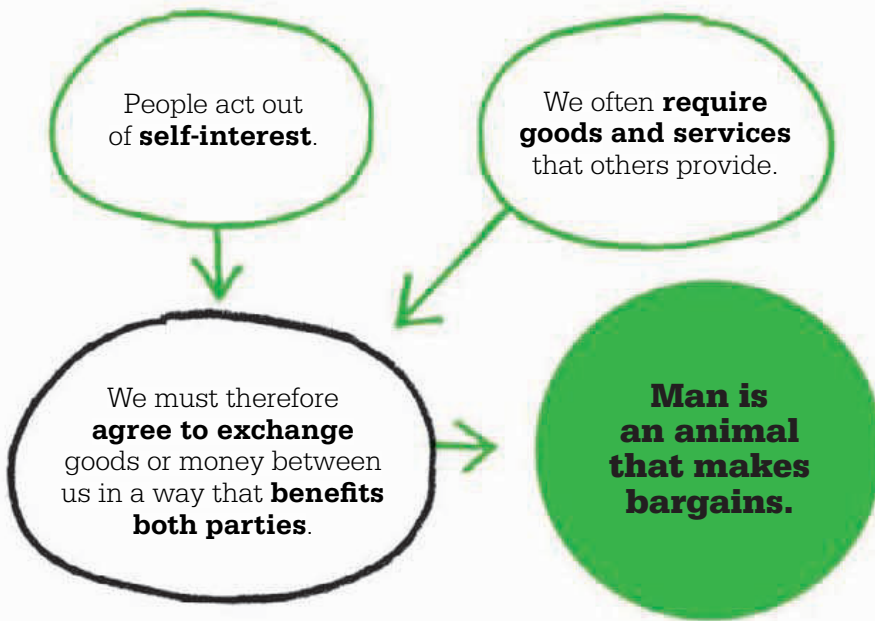 People act out
of self-interest.
We often require
goods and services
that others provide.
We must therefore
agree to exchange
goods or money between
us in a way that benefits
both parties.
Man is
an animal
that makes
bargains.